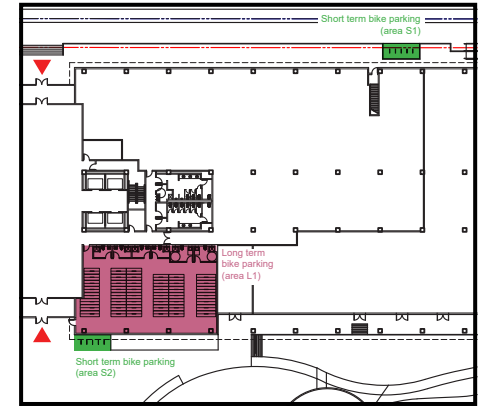 Short term bike parking
(area S1)
Long term
bike parking
(area L1)
Short term bike parking
(area S2)